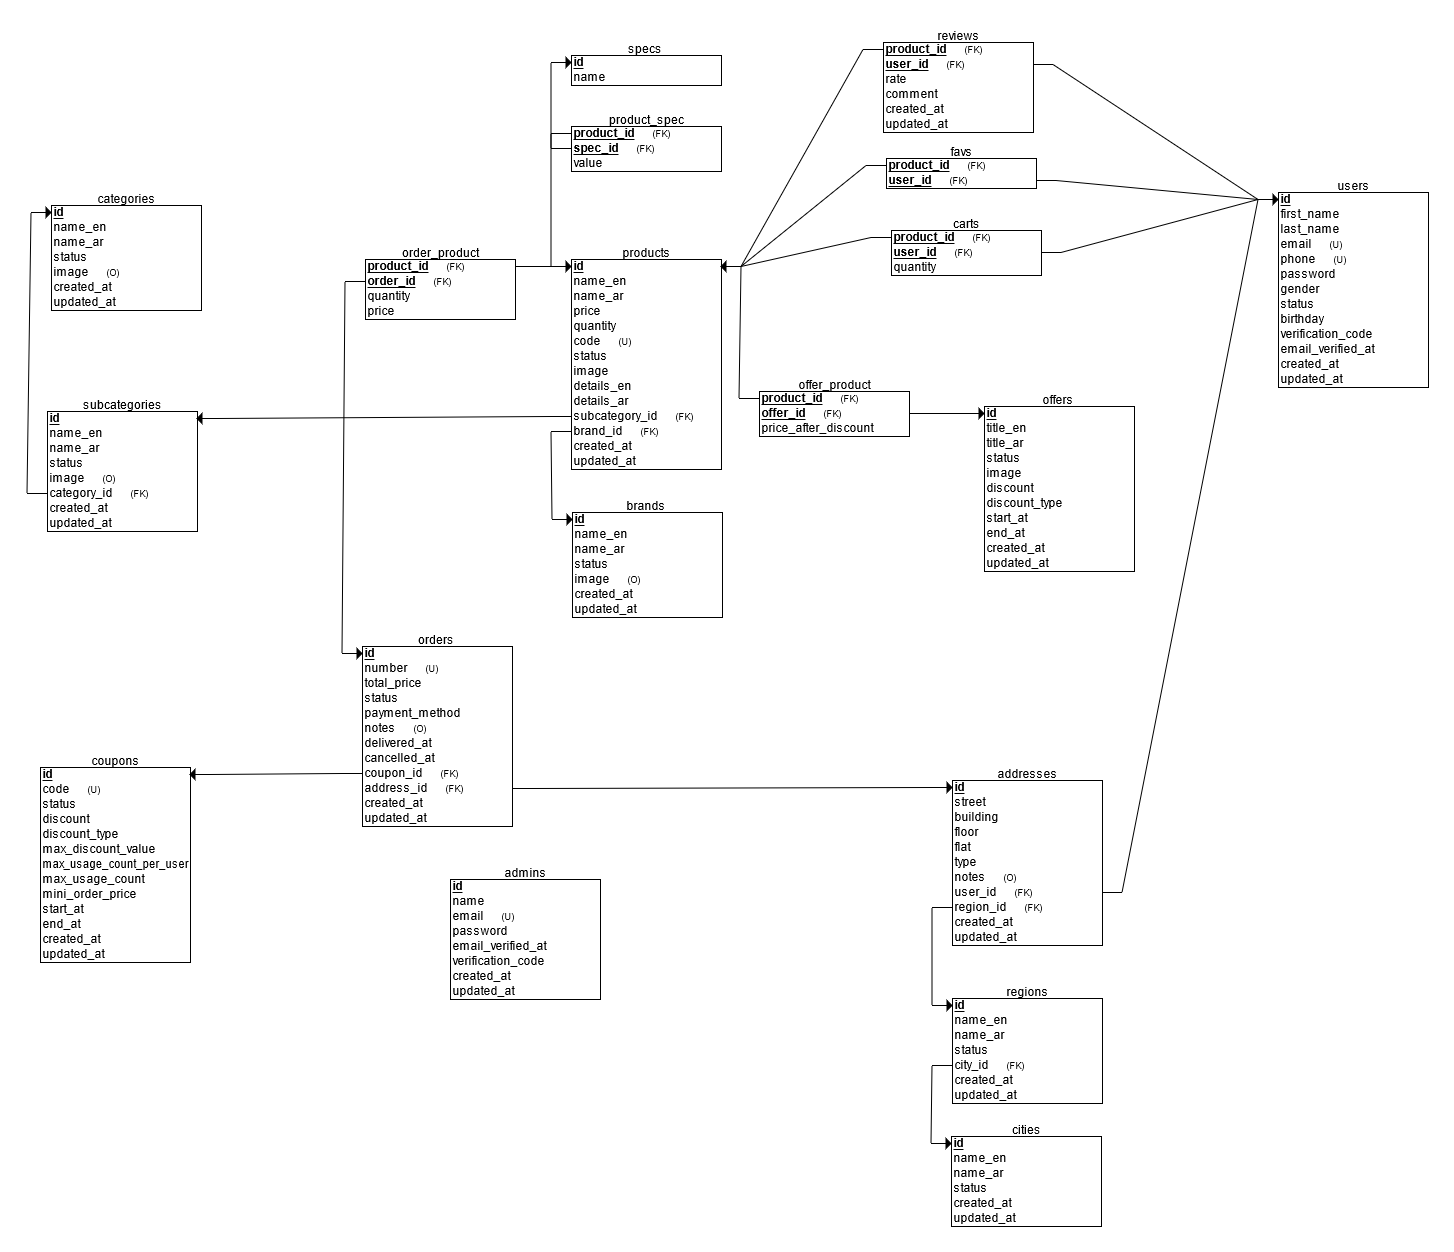 specs
id
name
product_spec
product_id (FK)
spec_id (FK)
value
reviews
product_id (FK)
user_id (FK)
rate
comment
created_at
updated_at
favs
product_id (FK)
user_id (FK)
carts
product_id (FK)
user_id (FK)
quantity
users
id
first_name
last_name
email (U)
phone (U)
password
gender
status
birthday
verification_code
email_verified_at
created_at
updated_at
categories
id
name_en
name_ar
status
image (O)
created_at
updated_at
order_product
product_id (FK)
order_id (FK)
quantity
price
products
id
name_en
name_ar
price
quantity
code (U)
status
image
details_en
details_ar
subcategory_id (FK)
brand_id (FK)
created_at
updated_at
offer_product
product_id (FK)
offer_id (FK)
price_after_discount
offers
id
title_en
title_ar
status
image
discount
discount_type
start_at
end_at
created_at
updated_at
subcategories
id
name_en
name_ar
status
image (O)
category_id (FK)
created_at
updated_at
brands
id
name_en
name_ar
status
image (O)
created_at
updated_at
orders
id
number (U)
total_price
status
payment_method
notes (O)
delivered_at
cancelled_at
coupon_id (FK)
address_id (FK)
created_at
updated_at
coupons
id
code (U)
status
discount
discount_type
max_discount_value
max_usage_count_per_user
max_usage_count
mini_order_price
start_at
end_at
created_at
updated_at
admins
id
name
email (U)
password
email_verified_at
verification_code
created_at
updated_at
addresses
id
street
building
floor
flat
type
notes (O)
user_id (FK)
region_id (FK)
created_at
updated_at
regions
id
name_en
name_ar
status
city_id (FK)
created_at
updated_at
cities
id
name_en
name_ar
status
created_at
updated_at